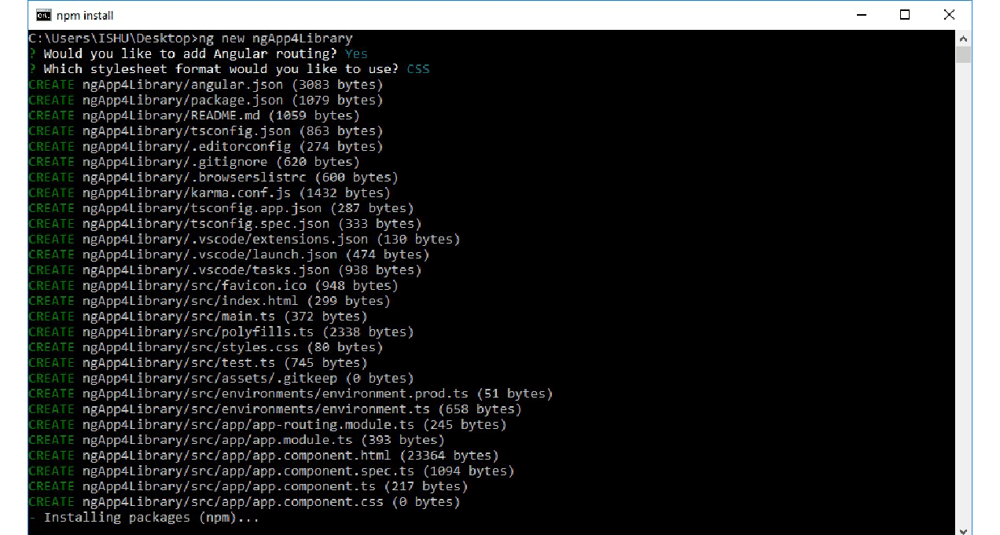 npm install
C:\Users\ISHU\Desktop>ng new ngApp4Library
? Would you like to add Angular routing? Yes
? Which stylesheet format would you like to use? CSS
CREATE ngApp4Library/angular.json (3083 bytes)
CREATE ngApp4Library/package.json (1079 bytes)
CREATE ngApp4Library/README.md (1059 bytes)
CREATE ngApp4Library/tsconfig.json (863 bytes)
CREATE ngApp4Library/.editorconfig (274 bytes)
CREATE ngApp4Library/.gitignore (620 bytes)
CREATE ngApp4Library/.browserslistrc (600 bytes)
CREATE ngApp4Library/karma.conf.js (1432 bytes)
CREATE ngApp4Library/tsconfig.app.json (287 bytes)
CREATE ngApp4Library/tsconfig.spec.json (333 bytes)
CREATE ngApp4Library/.vscode/extensions.json (130 bytes)
CREATE ngApp4Library/.vscode/launch.json (474 bytes)
CREATE ngApp4Library/.vscode/tasks.json (938 bytes)
CREATE ngApp4Library/src/favicon.ico (948 bytes)
CREATE ngApp4Library/src/index.html (299 bytes)
CREATE ngApp4Library/src/main.ts (372 bytes)
CREATE ngApp4Library/src/polyfills.ts (2338 bytes)
CREATE ngApp4Library/src/styles.css (80 bytes)
CREATE ngApp4Library/src/test.ts (745 bytes)
CREATE ngApp4Library/src/assets/.gitkeep (0 bytes)
CREATE ngApp4Library/src/environments/environment.prod.ts (51 bytes)
CREATE ngApp4Library/src/environments/environment.ts (658 bytes)
CREATE ngApp4Library/src/app/app-routing.module.ts (245 bytes)
CREATE ngApp4Library/src/app/app.module.ts (393 bytes)
CREATE ngApp4Library/src/app/app.component.html (23364 bytes)
CREATE ngApp4Library/src/app/app.component.spec.ts (1094 bytes)
CREATE ngApp4Library/src/app/app.component.ts (217 bytes)
CREATE ngApp4Library/src/app/app.component.css (0 bytes)
- Installing packages (npm)...